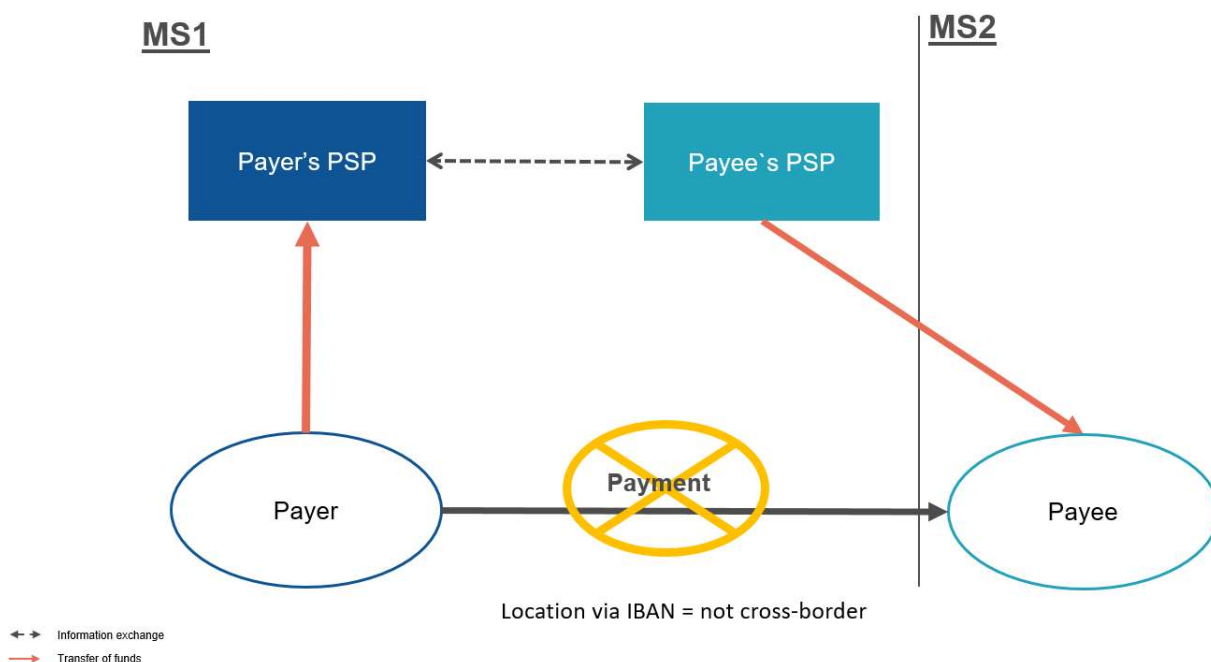 MS1
MS2
Payer's PSP
Payee`s PSP
Payment
Payer
Payee
Location via IBAN = not cross-border
Information exchange
Transfer of funds